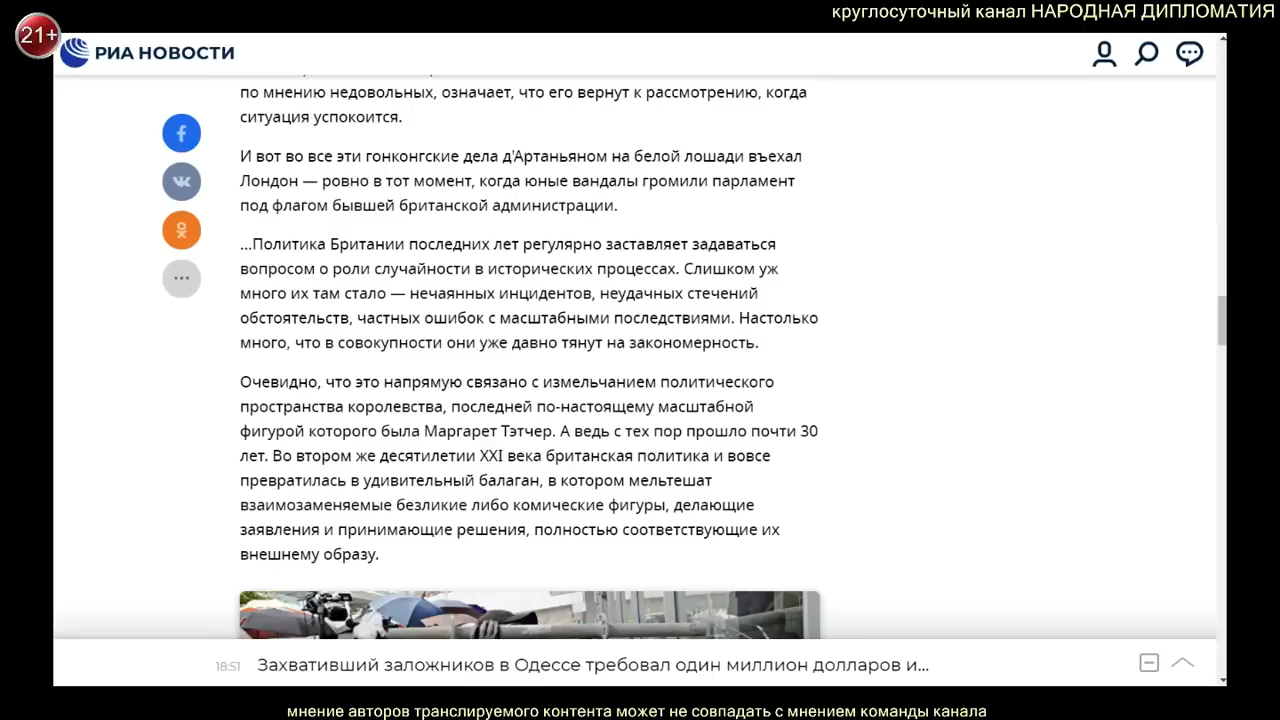 круглосуточный канал НАРОДНАЯ ДИПЛОМАТИЯ
21+
РИА НОВОСТИ
по мнению недовольных, означает, что его вернут к рассмотрению, когда
ситуация успокоится.
И вот во все эти гонконгские дела д'Артаньяном на белой лошади въехал
Лондон — ровно в тот момент, когда юные вандалы громили парламент
под флагом бывшей британской администрации.
...Политика Британии последних лет регулярно заставляет задаваться
вопросом о роли случайности в исторических процессах. Слишком уж
много их там стало — нечаянных инцидентов, неудачных стечений
обстоятельств, частных ошибок с масштабными последствиями. Настолько
много, что в совокупности они уже давно тянут на закономерность.
Очевидно, что это напрямую связано с измельчанием политического
пространства королевства, последней по-настоящему масштабной
фигурой которого была Маргарет Тэтчер. А ведь с тех пор прошло почти 30
лет. Во втором же десятилетии XXI века британская политика и вовсе
превратилась в удивительный балаган, в котором мельтешат
взаимозаменяемые безликие либо комические фигуры, делающие
заявления и принимающие решения, полностью соответствующие их
внешнему образу.
18:51 Захвативший заложников в Одессе требовал один миллион долларов и...
мнение авторов транслируемого контента может не совпадать с мнением команды канала